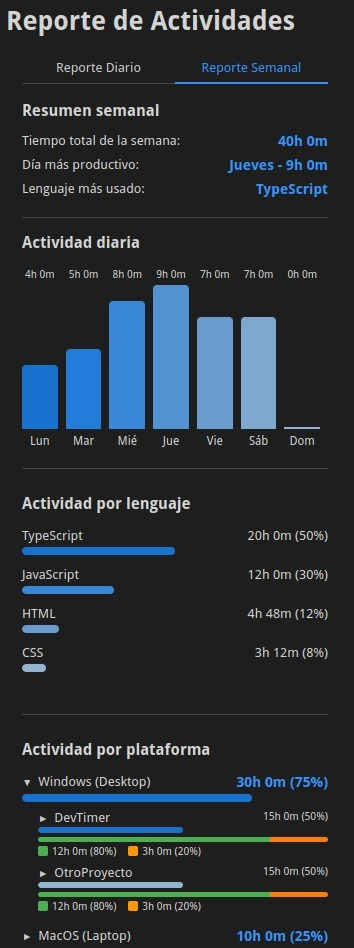 Reporte de Actividades
Reporte Diario Reporte Semanal
Resumen semanal
Tiempo total de la semana: 40h 0m
Día más productivo: Jueves - 9h 0m
Lenguaje más usado: TypeScript
Actividad diaria
4h 0m 5h 0m 8h 0m 9h 0m 7h 0m 7h 0m 0h 0m
Lun Mar Mié Jue Vie Sáb Dom
Actividad por lenguaje
TypeScript 20h 0m (50%)
JavaScript 12h 0m (30%)
HTML 4h 48m (12%)
CSS 3h 12m (8%)
Actividad por plataforma
Windows (Desktop) 30h 0m (75%)
DevTimer 15h 0m (50%)
12h 0m (80%) 3h 0m (20%)
OtroProyecto 15h 0m (50%)
12h 0m (80%) 3h 0m (20%)
MacOS (Laptop) 10h 0m (25%)